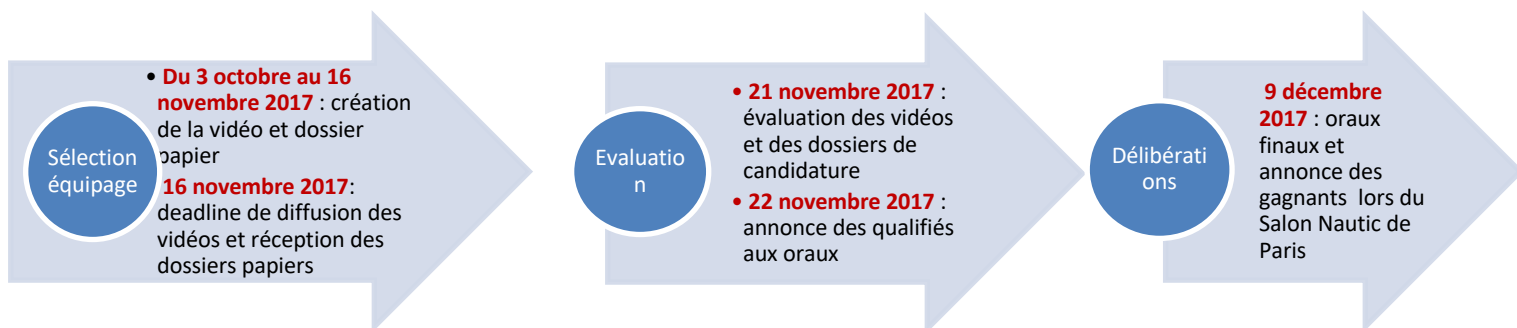 Sélection
équipage
• Du 3 octobre au 16
novembre 2017 : création
de la vidéo et dossier
papier
16 novembre 2017:
deadline de diffusion des
vidéos et réception des
dossiers papiers
Evaluatio
n
• 21 novembre 2017 :
évaluation des vidéos
et des dossiers de
candidature
• 22 novembre 2017 :
annonce des qualifiés
aux oraux
Délibérati
ons
9 décembre
2017 : oraux
finaux et
annonce des
gagnants lors du
Salon Nautic de
Paris